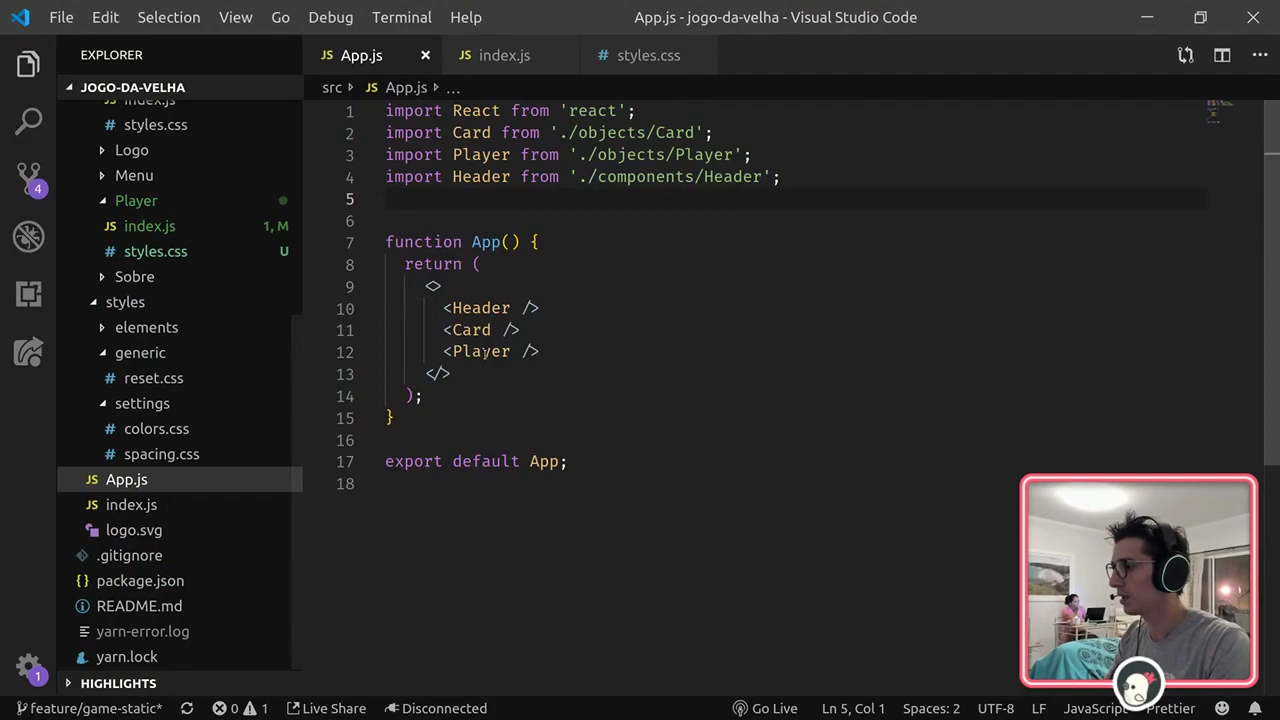 File Edit Selection View Go Debug Terminal Help App.js - jogo-da-velha - Visual Studio Code
EXPLORER
JOGO-DA-VELHA
index.js
styles.css
Logo
Menu
Player
index.js 1, M
styles.css U
Sobre
styles
elements
generic
reset.css
settings
colors.css
spacing.css
JS App.js
JS index.js
logo.svg
.gitignore
{} package.json
README.md
yarn-error.log
yarn.lock
HIGHLIGHTS
4
1
JS App.js × JS index.js # styles.css ...
src › JS App.js › ...
1 import React from 'react';
2 import Card from './objects/Card';
3 import Player from './objects/Player';
4 import Header from './components/Header';
5
6
7 function App() {
8 return (
9 <>
10 <Header />
11 <Card />
12 <Player />
13 </>
14 );
15 }
16
17 export default App;
18
feature/game-static* 0 1 Live Share Disconnected Go Live Ln 5, Col 1 Spaces: 2 UTF-8 LF JavaScript Prettier